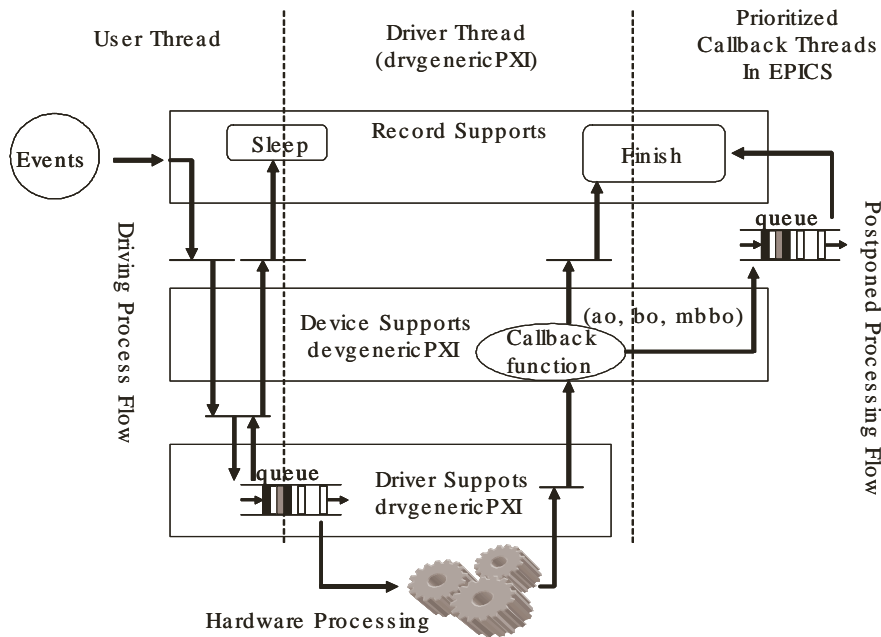 User Thread
Driver Thread
(drvgenericPXI)
Prioritized
Callback Threads
In EPICS
Events
Sleep
Record Supports
Finish
queue
Driving Process Flow
Postponed Processing Flow
Device Supports
devgenericPXI
Callback
function
(ao, bo, mbbo)
queue
Driver Suppots
drvgenericPXI
Hardware Processing